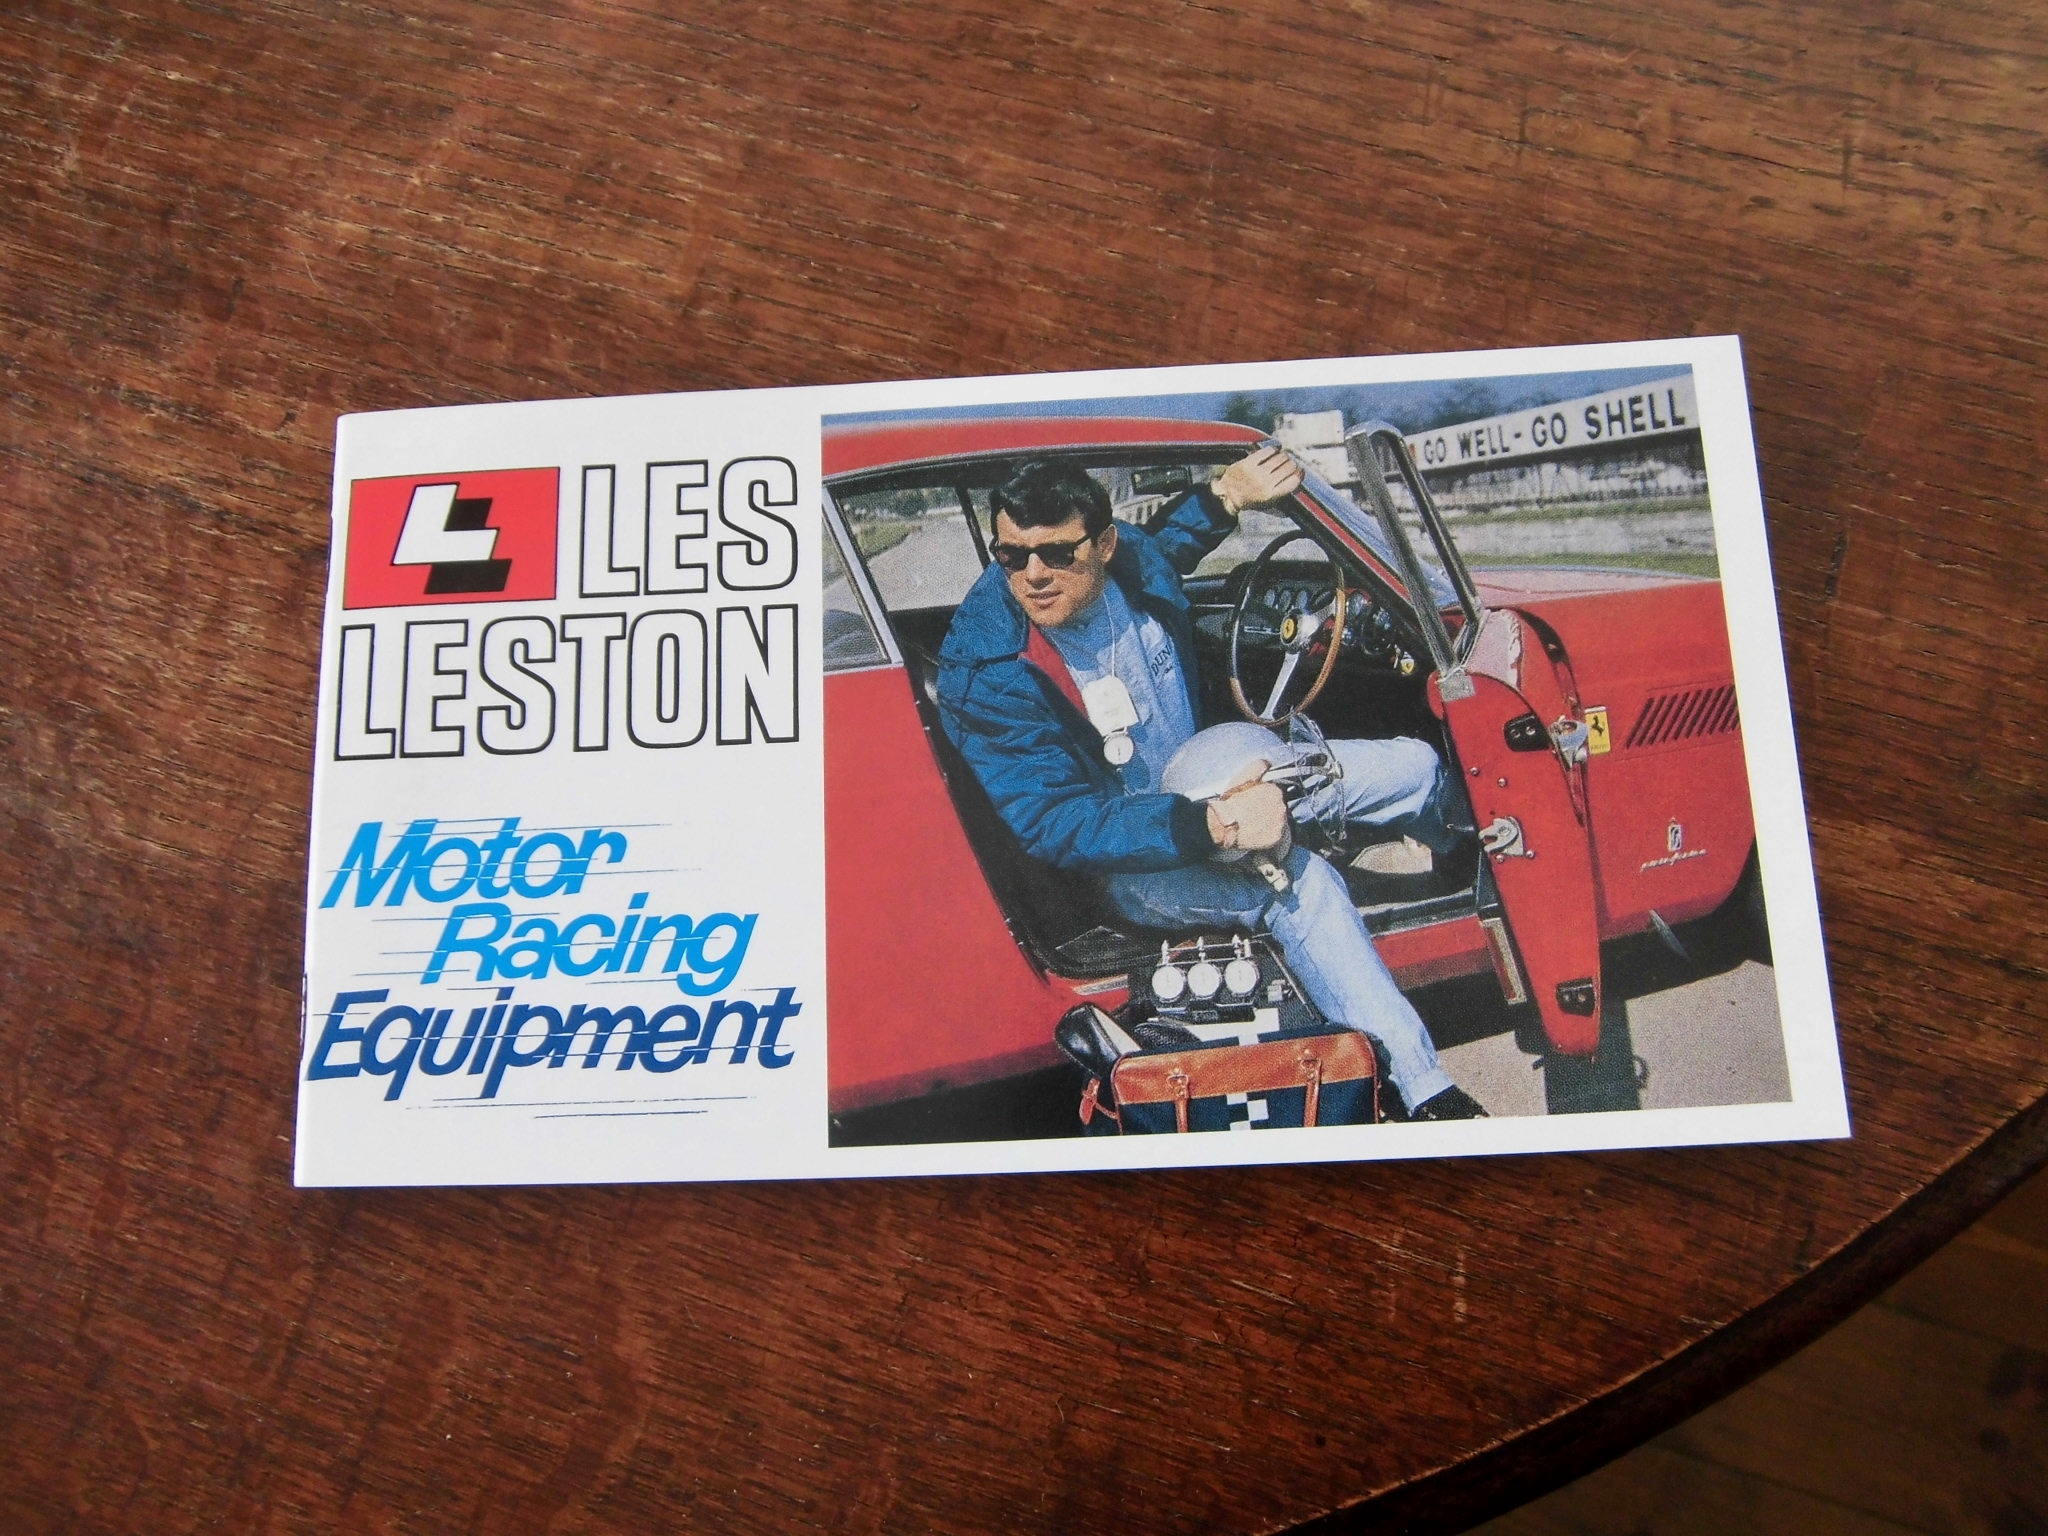 LES
LESTON
Motor
Racing
Equipment
GO WELL - GO SHELL